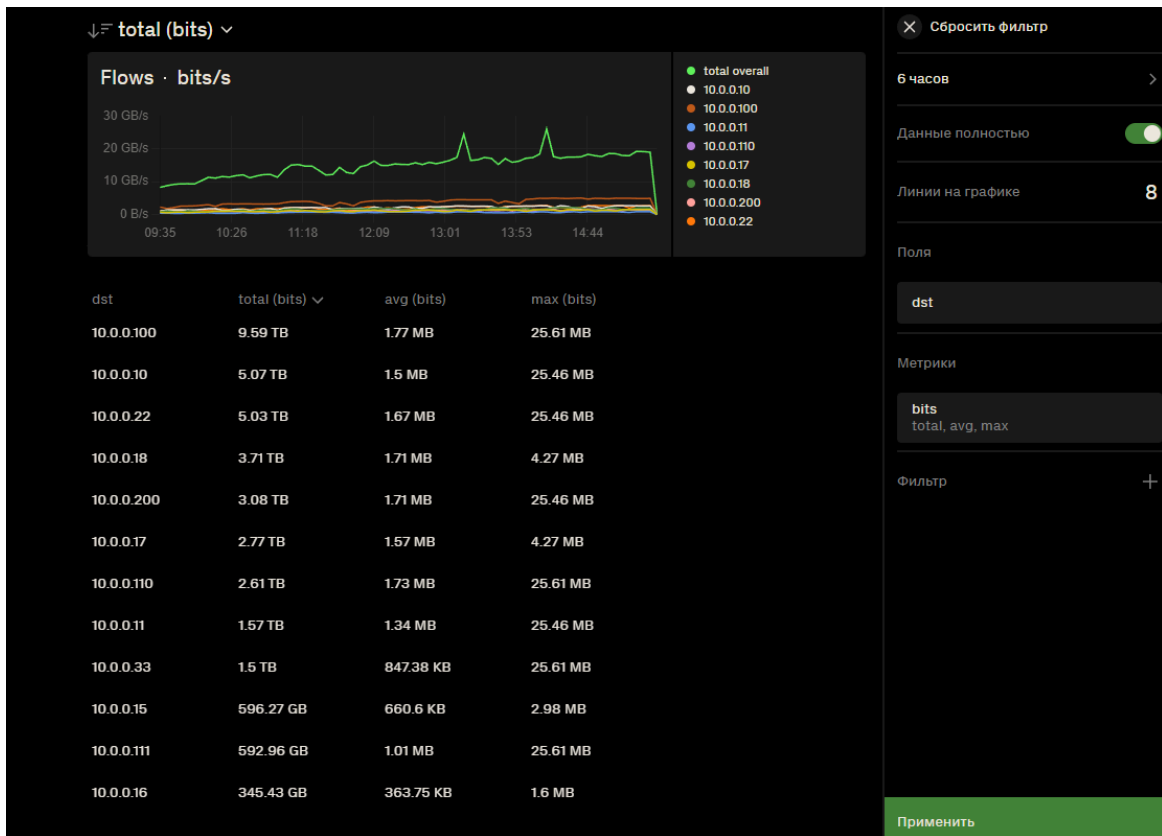 total (bits)
Flows · bits/s
30 GB/s
20 GB/s
10 GB/s
0 B/s
09:35 10:26 11:18 12:09 13:01 13:53 14:44
total overall
10.0.0.10
10.0.0.100
10.0.0.11
10.0.0.110
10.0.0.17
10.0.0.18
10.0.0.200
10.0.0.22
dst total (bits) avg (bits) max (bits)
10.0.0.100 9.59 TB 1.77 MB 25.61 MB
10.0.0.10 5.07 TB 1.5 MB 25.46 MB
10.0.0.22 5.03 TB 1.67 MB 25.46 MB
10.0.0.18 3.71 TB 1.71 MB 4.27 MB
10.0.0.200 3.08 TB 1.71 MB 25.46 MB
10.0.0.17 2.77 TB 1.57 MB 4.27 MB
10.0.0.110 2.61 TB 1.73 MB 25.61 MB
10.0.0.11 1.57 TB 1.34 MB 25.46 MB
10.0.0.33 1.5 TB 847.38 KB 25.61 MB
10.0.0.15 596.27 GB 660.6 KB 2.98 MB
10.0.0.111 592.96 GB 1.01 MB 25.61 MB
10.0.0.16 345.43 GB 363.75 KB 1.6 MB
Сбросить фильтр
6 часов
Данные полностью
Линии на графике 8
Поля
dst
Метрики
bits
total, avg, max
Фильтр
Применить